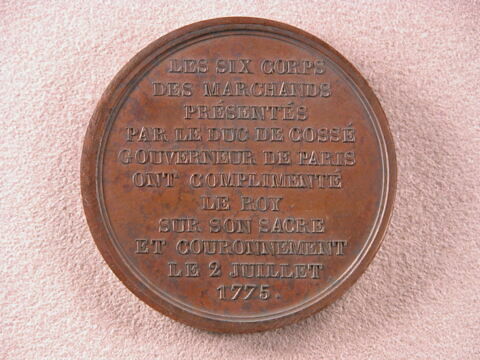 LES SIX CORPS
DES MARCHANDS
PRÉSENTÉS
PAR LE DUC DE COSSÉ
GOUVERNEUR DE PARIS
ONT COMPLIMENTÉ
LE ROY
SUR SON SACRE
ET COURONNEMENT
LE 2 JUILLET
1775.